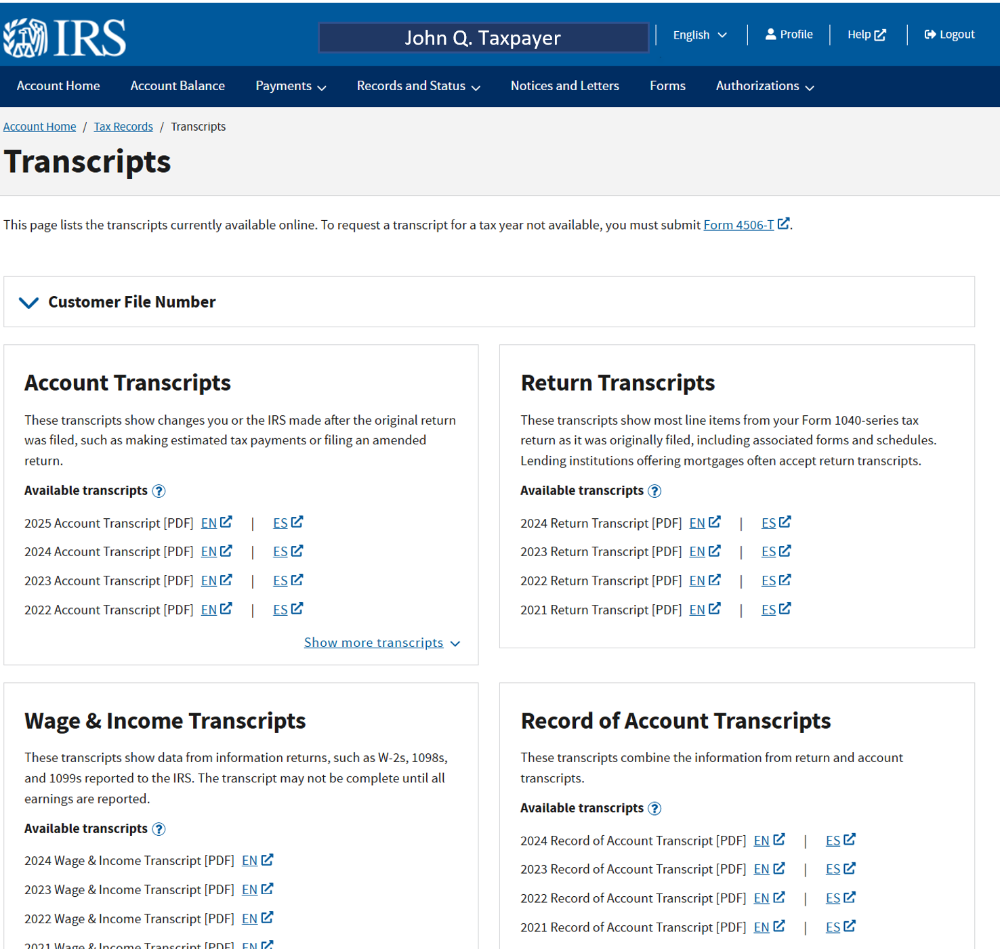 IRS
John Q. Taxpayer
English
Profile
Help
Logout
Account Home
Account Balance
Payments
Records and Status
Notices and Letters
Forms
Authorizations
Account Home / Tax Records / Transcripts
Transcripts
This page lists the transcripts currently available online. To request a transcript for a tax year not available, you must submit Form 4506-T.
Customer File Number
Account Transcripts
These transcripts show changes you or the IRS made after the original return
was filed, such as making estimated tax payments or filing an amended
return.
Available transcripts ?
2025 Account Transcript [PDF] EN | ES
2024 Account Transcript [PDF] EN | ES
2023 Account Transcript [PDF] EN | ES
2022 Account Transcript [PDF] EN | ES
Show more transcripts
Return Transcripts
These transcripts show most line items from your Form 1040-series tax
return as it was originally filed, including associated forms and schedules.
Lending institutions offering mortgages often accept return transcripts.
Available transcripts ?
2024 Return Transcript [PDF] EN | ES
2023 Return Transcript [PDF] EN | ES
2022 Return Transcript [PDF] EN | ES
2021 Return Transcript [PDF] EN | ES
Wage & Income Transcripts
These transcripts show data from information returns, such as W-2s, 1098s,
and 1099s reported to the IRS. The transcript may not be complete until all
earnings are reported.
Available transcripts ?
2024 Wage & Income Transcript [PDF] EN
2023 Wage & Income Transcript [PDF] EN
2022 Wage & Income Transcript [PDF] EN
2021 Wage & Income Transcript [PDF] EN
Record of Account Transcripts
These transcripts combine the information from return and account
transcripts.
Available transcripts ?
2024 Record of Account Transcript [PDF] EN | ES
2023 Record of Account Transcript [PDF] EN | ES
2022 Record of Account Transcript [PDF] EN | ES
2021 Record of Account Transcript [PDF] EN | ES